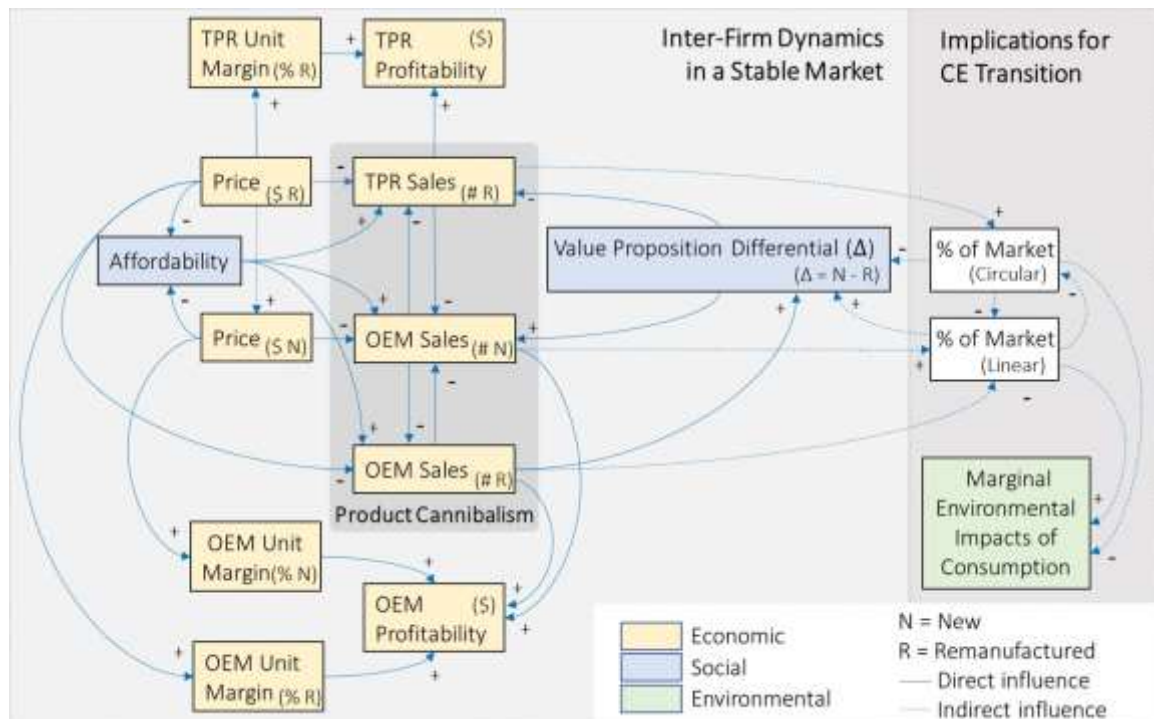 TPR Unit
Margin (% R)
TPR ($)
Profitability
Inter-Firm Dynamics
in a Stable Market
Implications for
CE Transition
+
+
+
+
Price ($ R)
-
TPR Sales (# R)
-
+
-
-
+
-
Affordability
Value Proposition Differential (Δ)
(Δ = N - R)
-
% of Market
(Circular)
-
-
+
-
+
+
-
Price ($ N)
-
OEM Sales (# N)
+
+
% of Market
(Linear)
-
-
+
-
OEM Sales (# R)
-
Product Cannibalism
Marginal
Environmental
Impacts of
Consumption
+
-
+
OEM Unit
Margin (% N)
+
+
OEM ($)
Profitability
+
+
OEM Unit
Margin (% R)
+
Economic
Social
Environmental
N = New
R = Remanufactured
Direct influence
Indirect influence